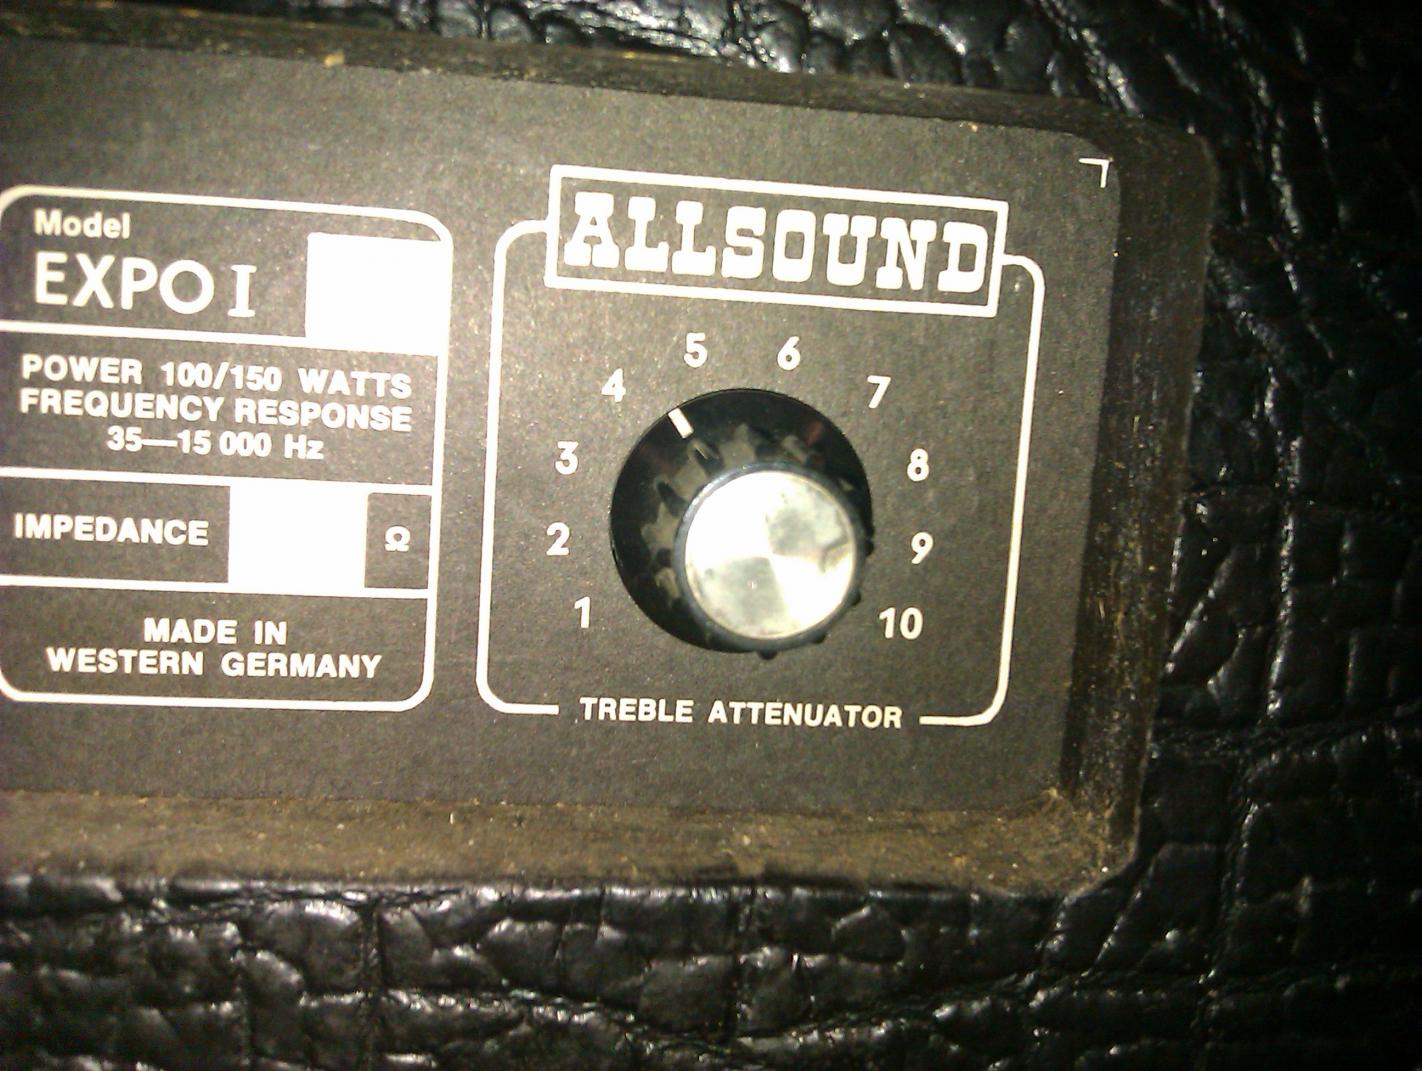 Model
EXPO I
POWER 100/150 WATTS
FREQUENCY RESPONSE
35—15 000 Hz
IMPEDANCE Ω
MADE IN
WESTERN GERMANY
ALLSOUND
1
2
3
4
5
6
7
8
9
10
TREBLE ATTENUATOR